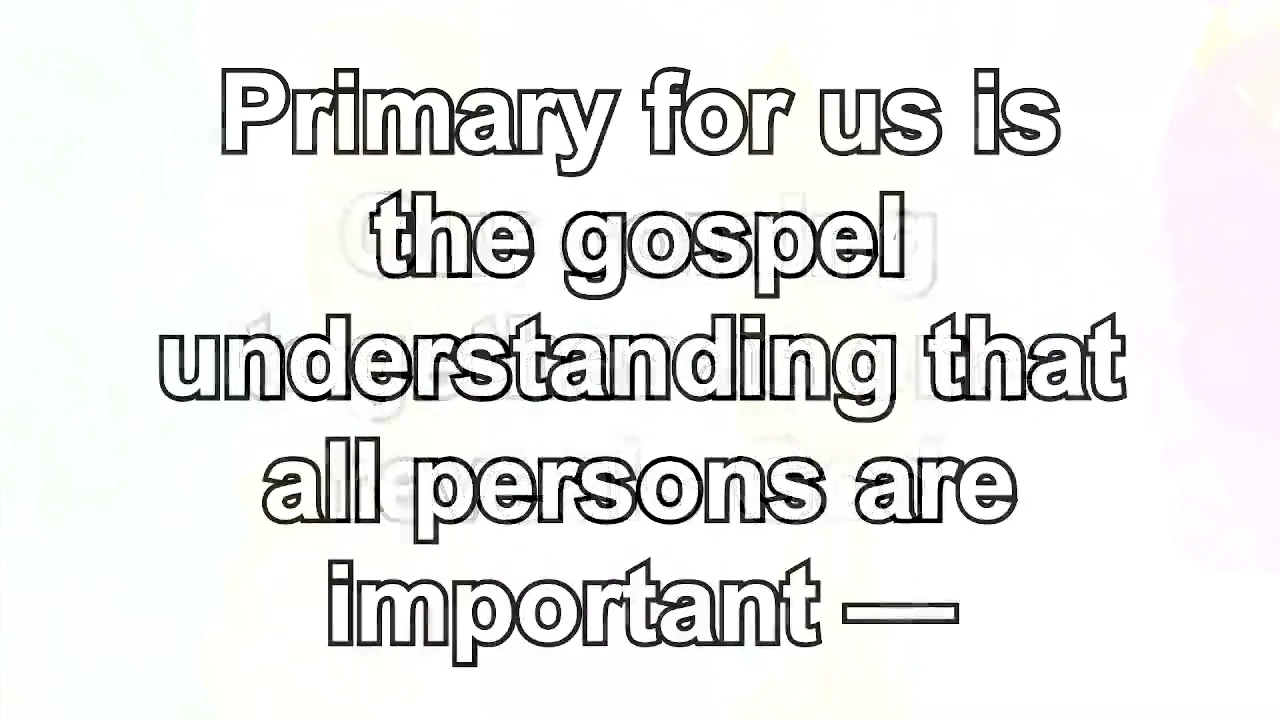 Primary for us is
the gospel
understanding that
all persons are
important —